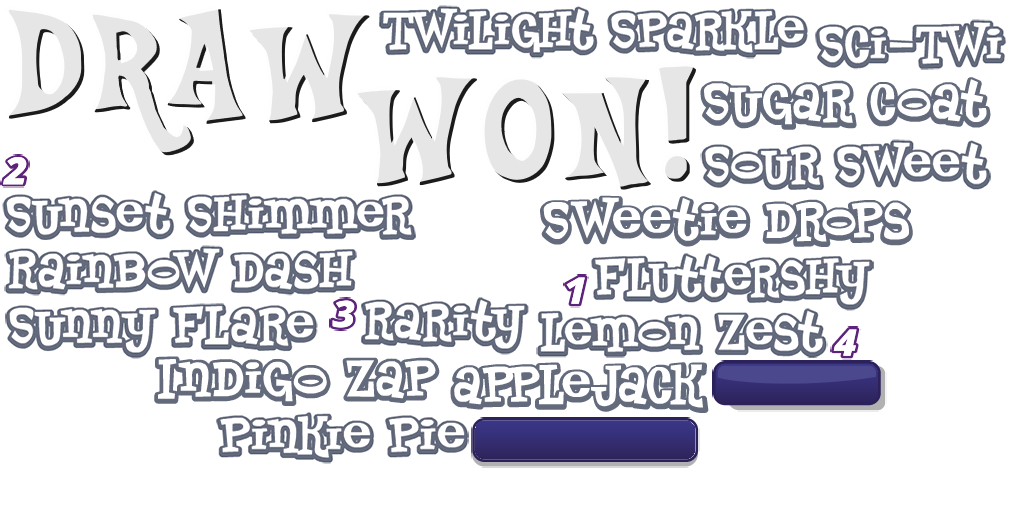 DRAW
TWiLiGHt SPaRKLe
SCi-TWi
WON!
SUGaR Coat
SoUR SWeet
2
SUnSet SHimmeR
SWeetie DRoPS
RainBoW DaSH
1
FLUtteRSHy
SUnny FLaRe
3
RaRity
Lemon ZeSt
4
InDiGo ZaP
aPPLeJaCK
PinKie Pie